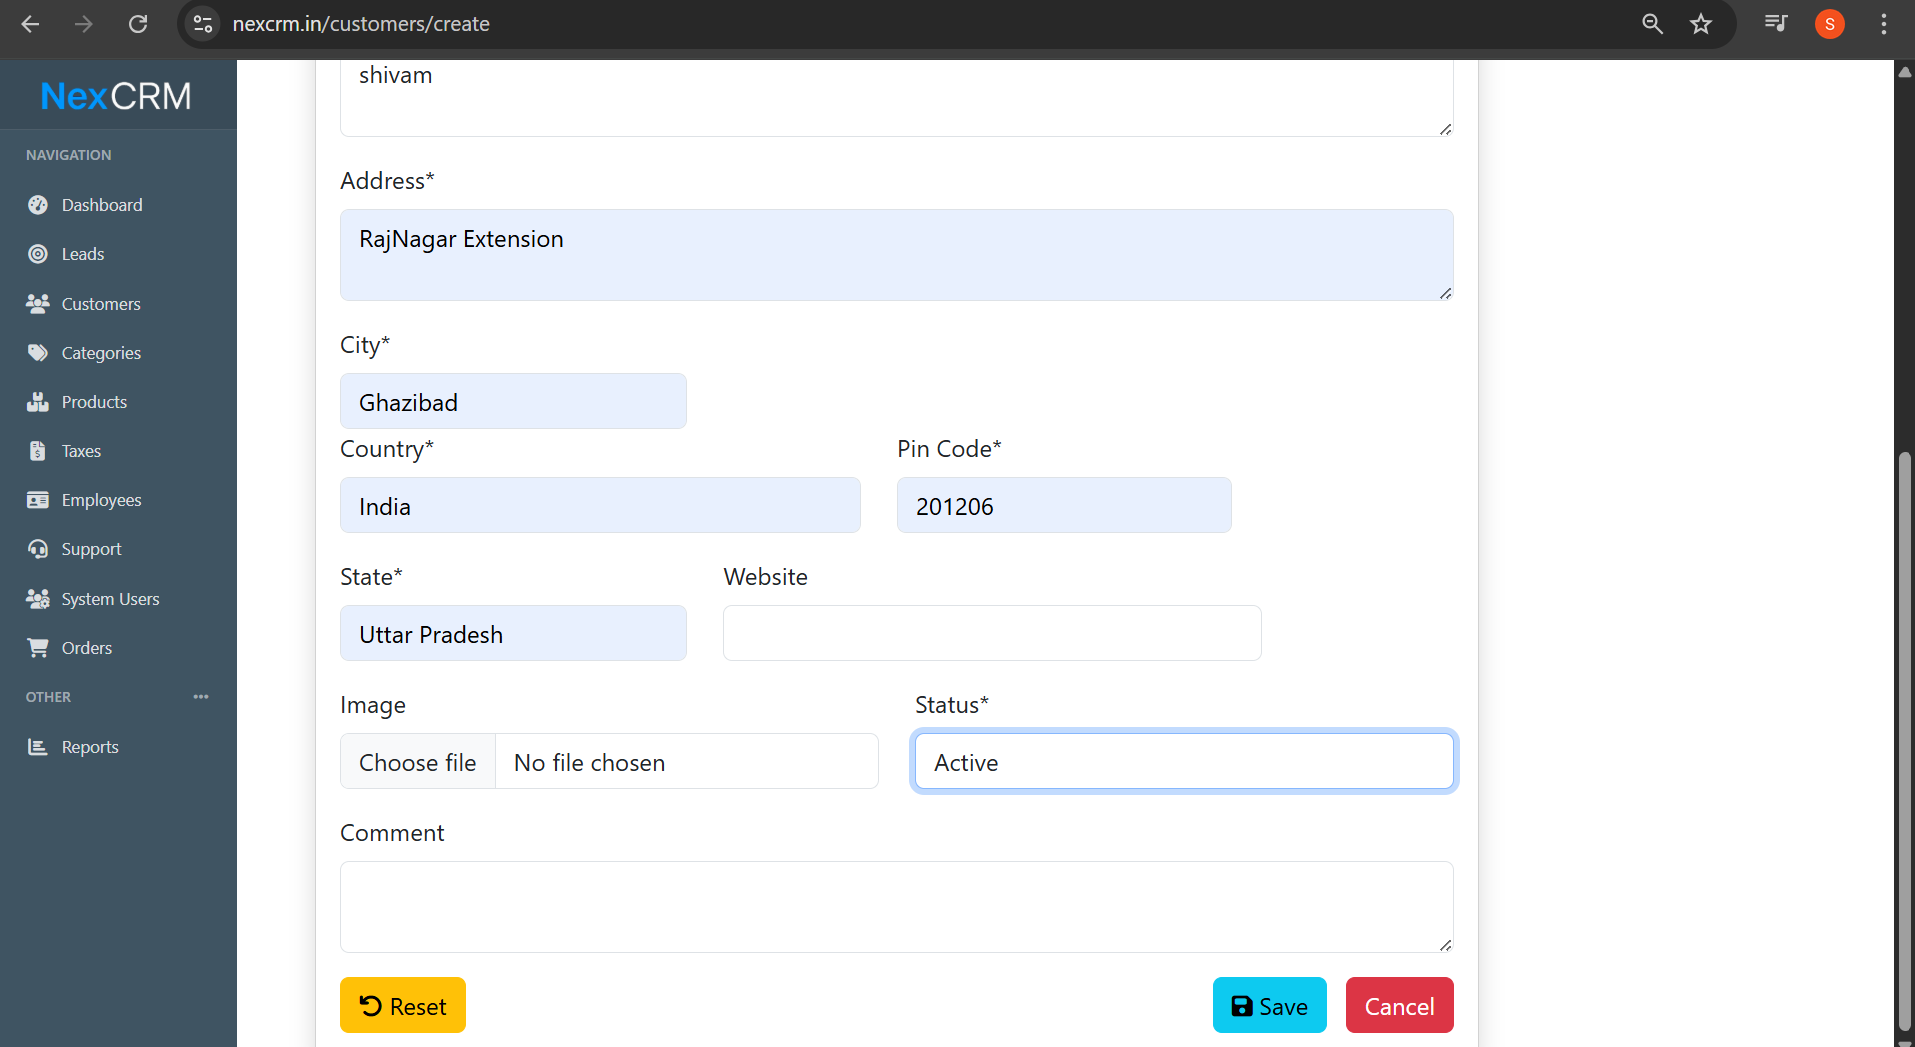 nexcrm.in/customers/create
S
NexCRM
NAVIGATION
Dashboard
Leads
Customers
Categories
Products
Taxes
Employees
Support
System Users
Orders
OTHER
Reports
shivam
Address*
RajNagar Extension
City*
Ghazibad
Country*
Pin Code*
India
201206
State*
Website
Uttar Pradesh
Image
Status*
Choose file
No file chosen
Active
Comment
Reset
Save
Cancel